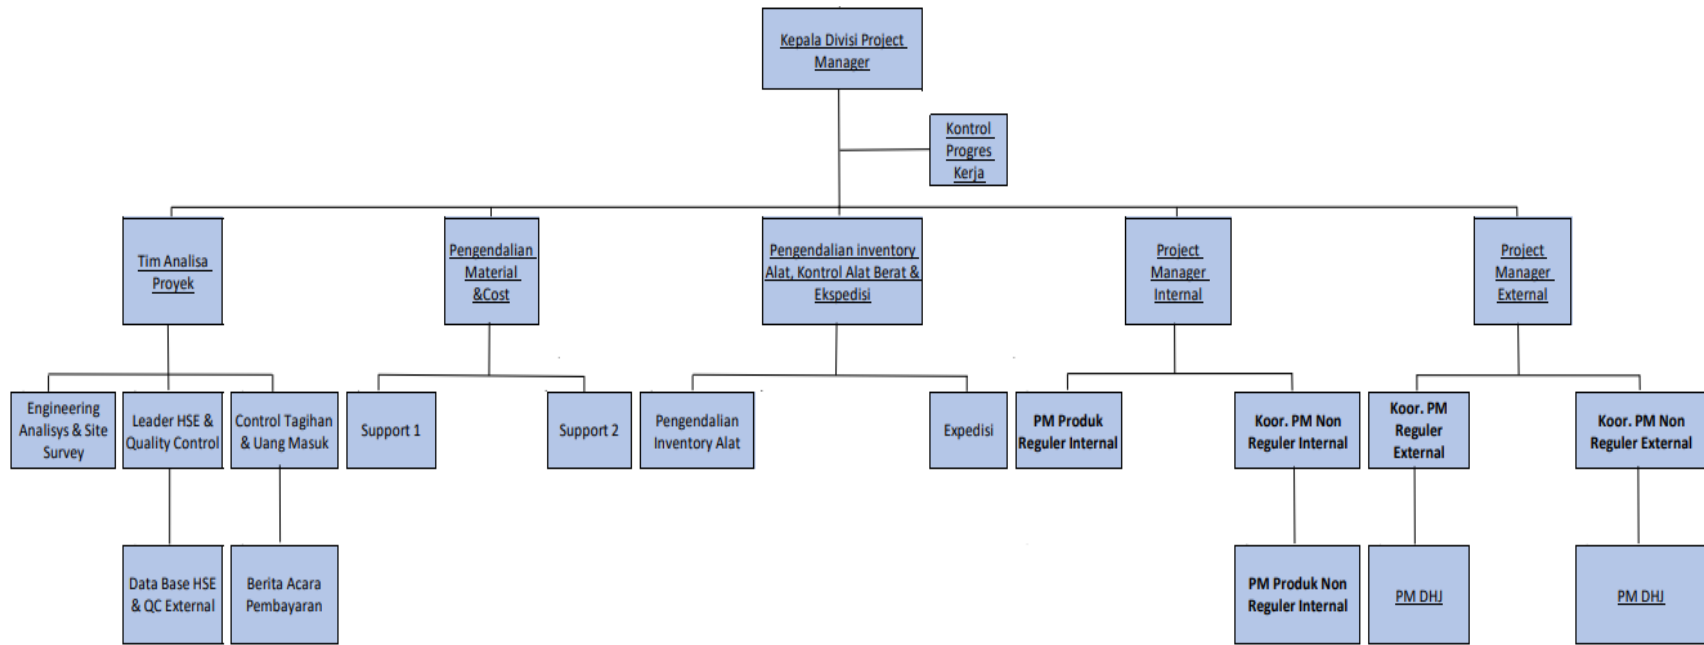 Kepala Divisi Project
Manager
Kontrol
Progres
Kerja
Tim Analisa
Proyek
Pengendalian
Material
&Cost
Pengendalian inventory
Alat, Kontrol Alat Berat &
Ekspedisi
Project
Manager
Internal
Project
Manager
External
Engineering
Analisys & Site
Survey
Leader HSE &
Quality Control
Control Tagihan
& Uang Masuk
Support 1
Support 2
Pengendalian
Inventory Alat
Expedisi
PM Produk
Reguler Internal
Koor. PM Non
Reguler Internal
Koor. PM
Reguler
External
Koor. PM Non
Reguler External
Data Base HSE
& QC External
Berita Acara
Pembayaran
PM Produk Non
Reguler Internal
PM DHJ
PM DHJ